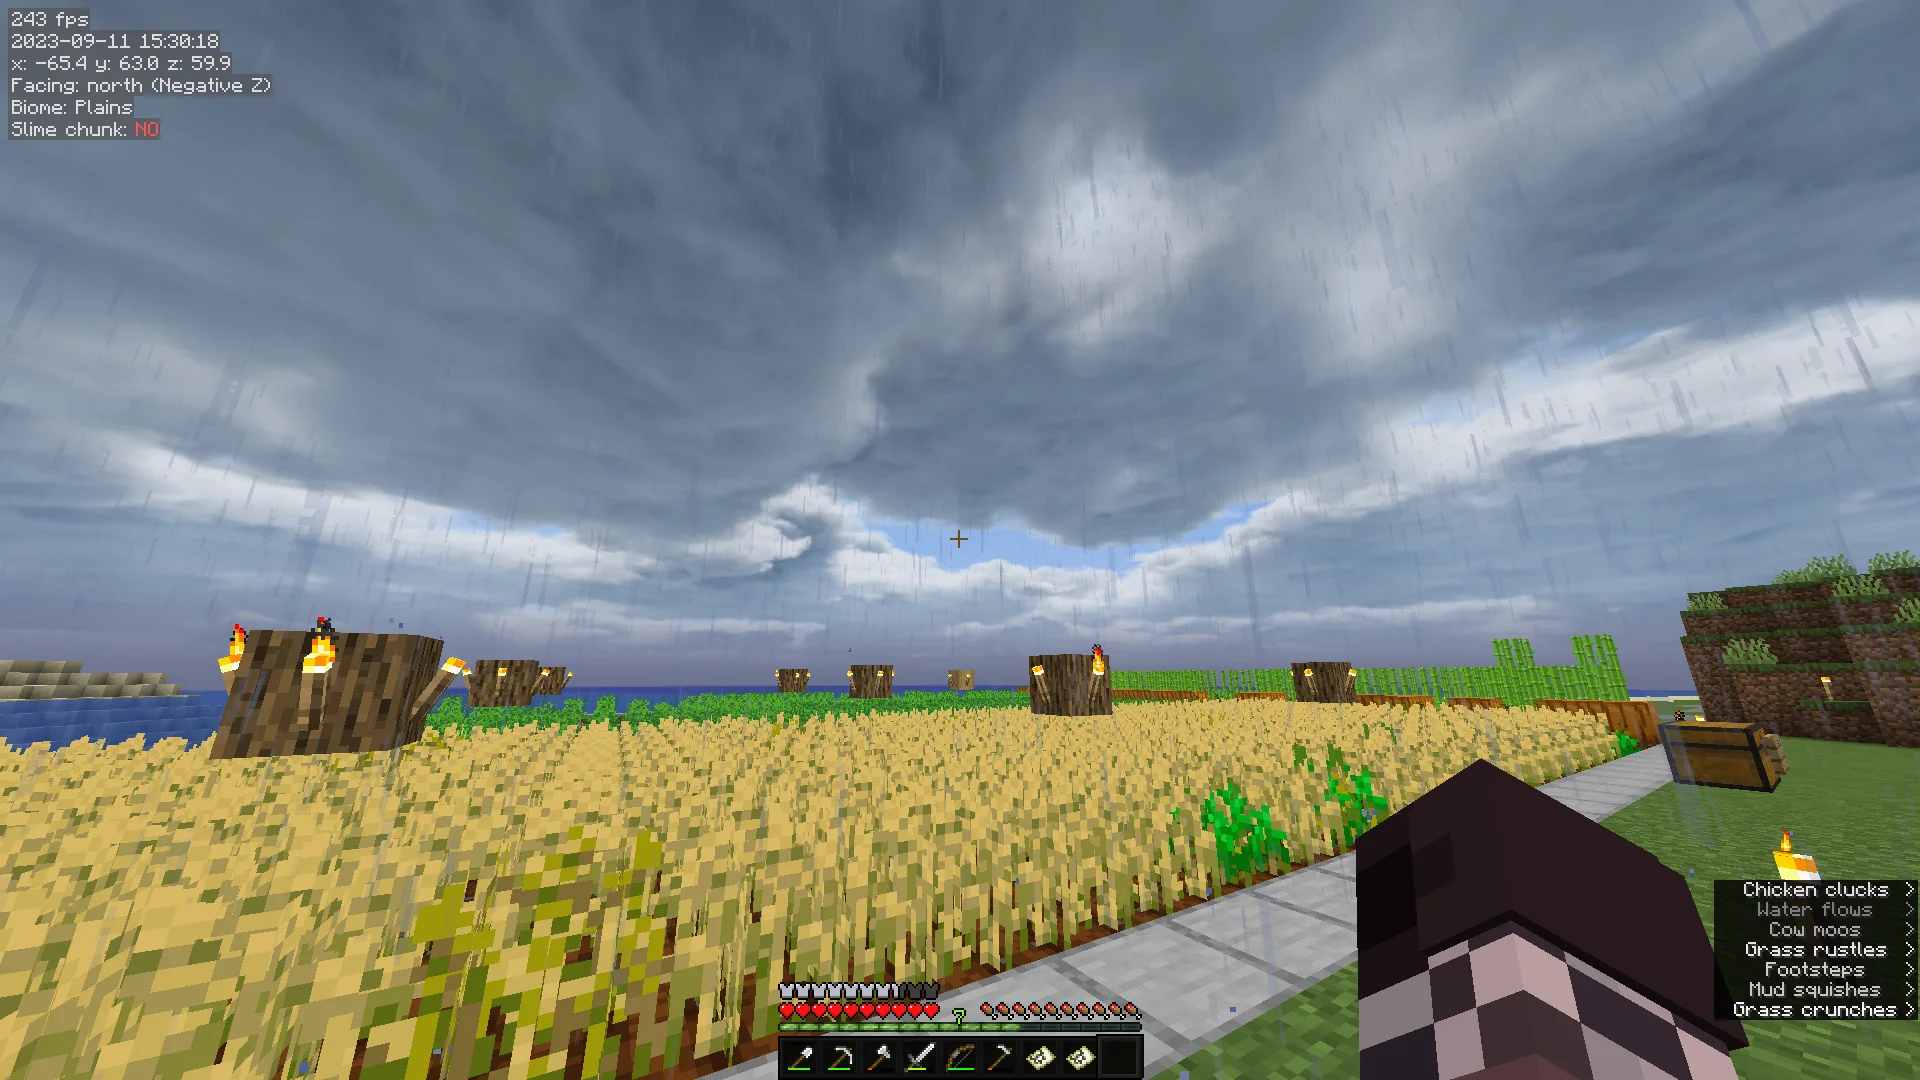 243 fps
2023-09-11 15:30:18
x: -65.4 y: 63.0 z: 59.9
Facing: north (Negative Z)
Biome: Plains
Slime chunk: NO
Chicken clucks >
Water flows >
Cow moos >
Grass rustles >
Footsteps >
Mud squishes >
Grass crunches >
7